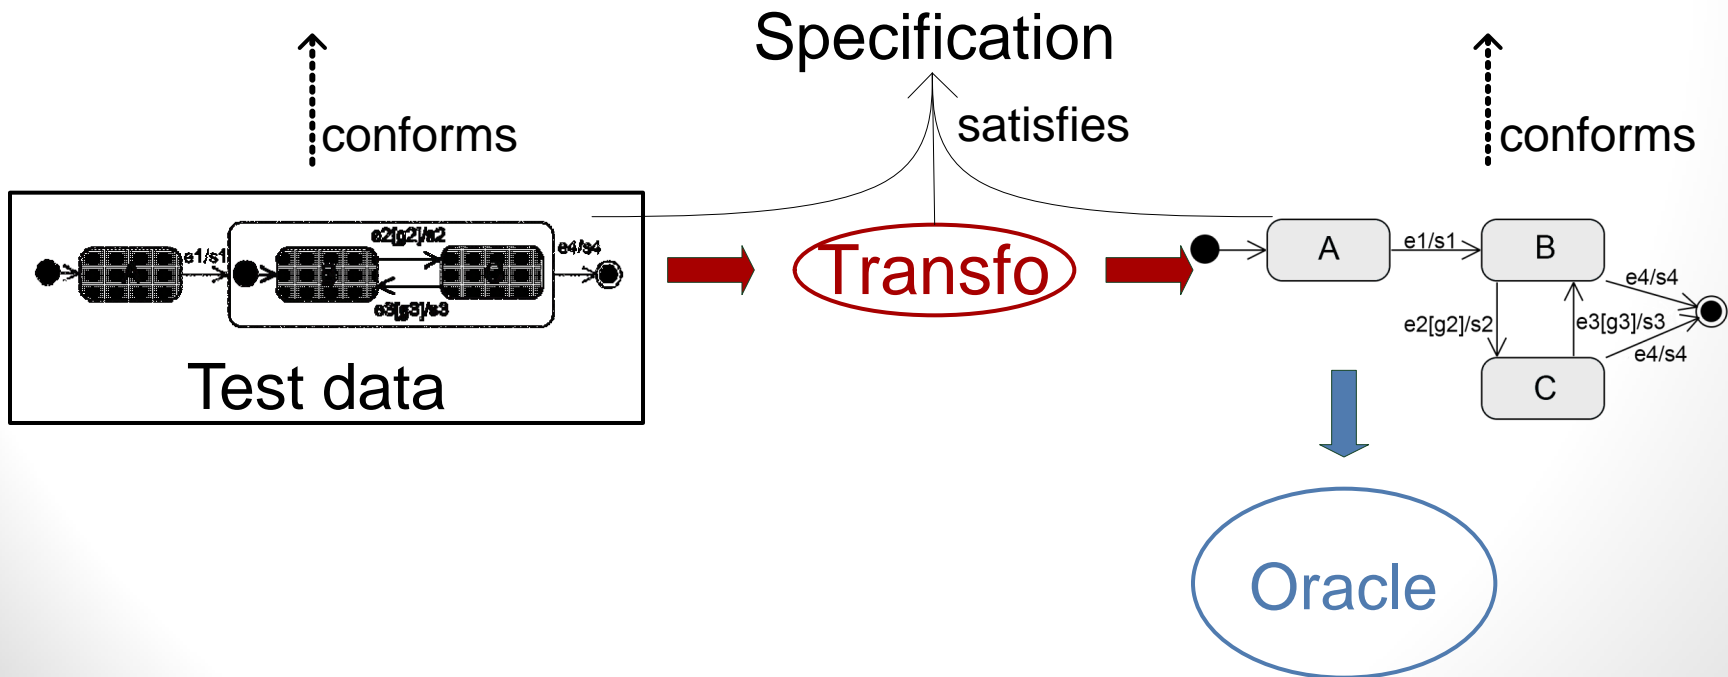 Specification
conforms
satisfies
conforms
e1/s1
e2[g2]/s2
e3[g3]/s3
e4/s4
Test data
Transfo
A
e1/s1
B
e2[g2]/s2
e3[g3]/s3
e4/s4
e4/s4
C
Oracle